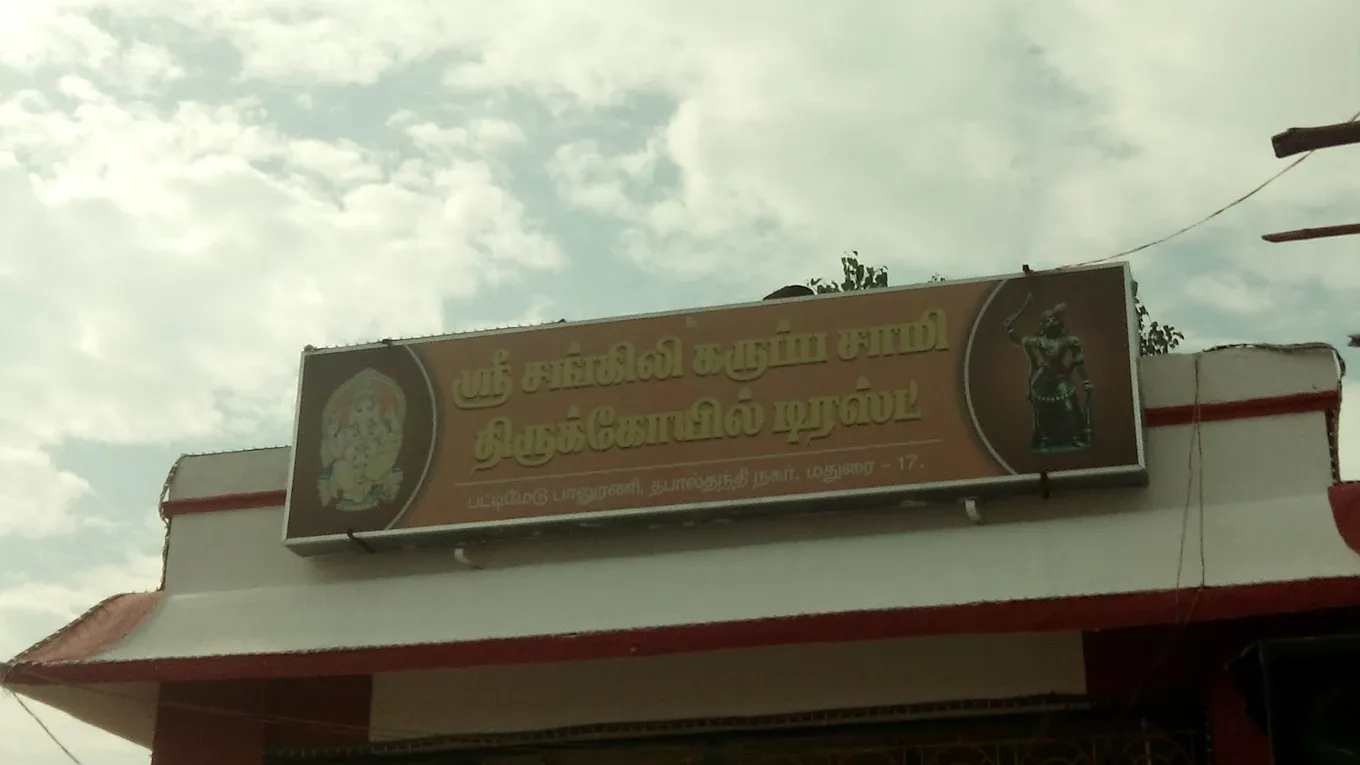 ஸ்ரீ சங்கிலி கருப்ப சாமி
திருக்கோயில் டிரஸ்ட்
பட்டிமேடு பாலூரணி, தபால்தந்தி நகர், மதுரை - 17.